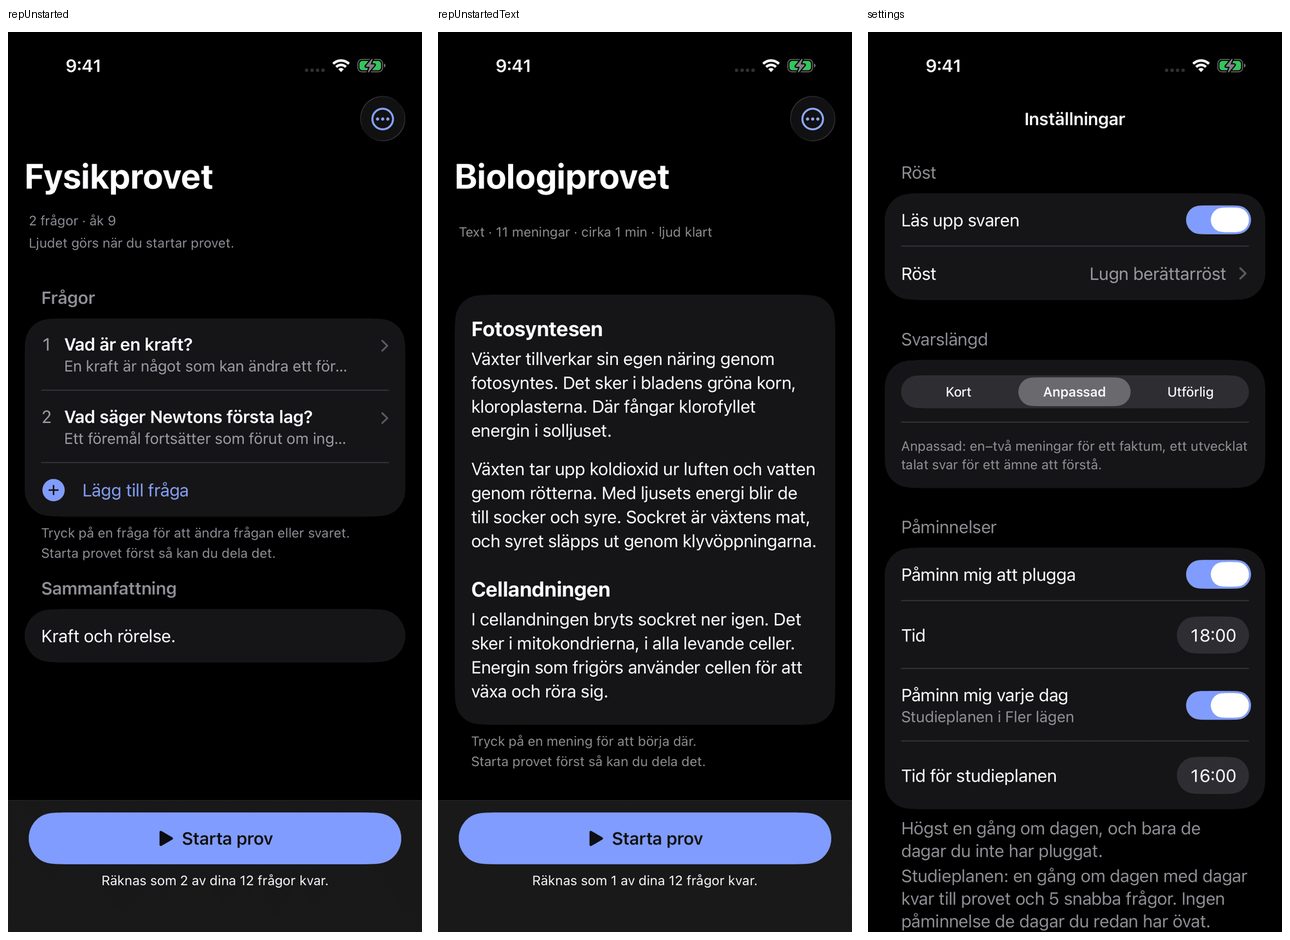 repUnstarted
9:41
Fysikprovet
2 frågor · åk 9
Ljudet görs när du startar provet.
Frågor
1 Vad är en kraft?
En kraft är något som kan ändra ett för...
2 Vad säger Newtons första lag?
Ett föremål fortsätter som förut om ing...
Lägg till fråga
Tryck på en fråga för att ändra frågan eller svaret.
Starta provet först så kan du dela det.
Sammanfattning
Kraft och rörelse.
Starta prov
Räknas som 2 av dina 12 frågor kvar.
repUnstartedText
9:41
Biologiprovet
Text · 11 meningar · cirka 1 min · ljud klart
Fotosyntesen
Växter tillverkar sin egen näring genom
fotosyntes. Det sker i bladens gröna korn,
kloroplasterna. Där fångar klorofyllet
energin i solljuset.
Växten tar upp koldioxid ur luften och vatten
genom rötterna. Med ljusets energi blir de
till socker och syre. Sockret är växtens mat,
och syret släpps ut genom klyvöppningarna.
Cellandningen
I cellandningen bryts sockret ner igen. Det
sker i mitokondrierna, i alla levande celler.
Energin som frigörs använder cellen för att
växa och röra sig.
Tryck på en mening för att börja där.
Starta provet först så kan du dela det.
Starta prov
Räknas som 1 av dina 12 frågor kvar.
settings
9:41
Inställningar
Röst
Läs upp svaren
Röst Lugn berättarröst
Svarslängd
Kort Anpassad Utförlig
Anpassad: en–två meningar för ett faktum, ett utvecklat
talat svar för ett ämne att förstå.
Påminnelser
Påminn mig att plugga
Tid 18:00
Påminn mig varje dag
Studieplanen i Fler lägen
Tid för studieplanen 16:00
Högst en gång om dagen, och bara de
dagar du inte har pluggat.
Studieplanen: en gång om dagen med dagar
kvar till provet och 5 snabba frågor. Ingen
påminnelse de dagar du redan har övat.